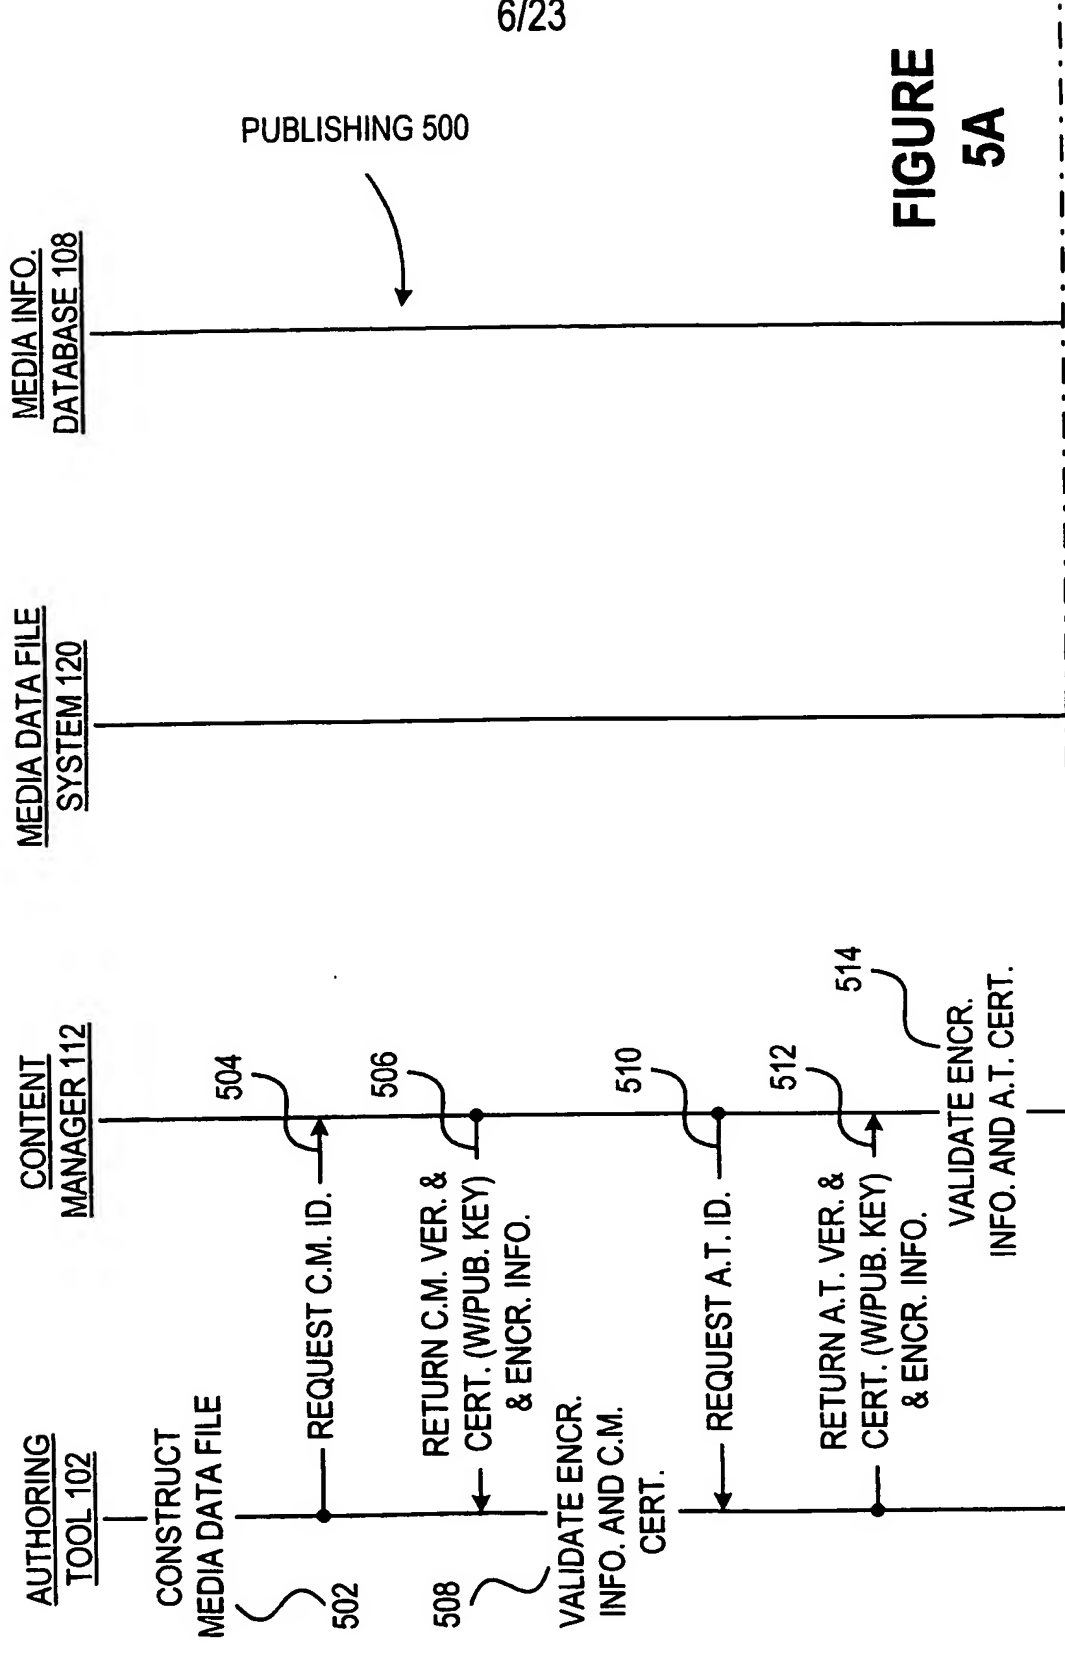 6/23
AUTHORING
TOOL 102
CONTENT
MANAGER 112
MEDIA DATA FILE
SYSTEM 120
MEDIA INFO.
DATABASE 108
PUBLISHING 500
CONSTRUCT
MEDIA DATA FILE
502
REQUEST C.M. ID.
504
RETURN C.M. VER. &
CERT. (W/PUB. KEY)
& ENCR. INFO.
506
508
VALIDATE ENCR.
INFO. AND C.M.
CERT.
REQUEST A.T. ID.
510
RETURN A.T. VER. &
CERT. (W/PUB. KEY)
& ENCR. INFO.
512
514
VALIDATE ENCR.
INFO. AND A.T. CERT.
FIGURE
5A